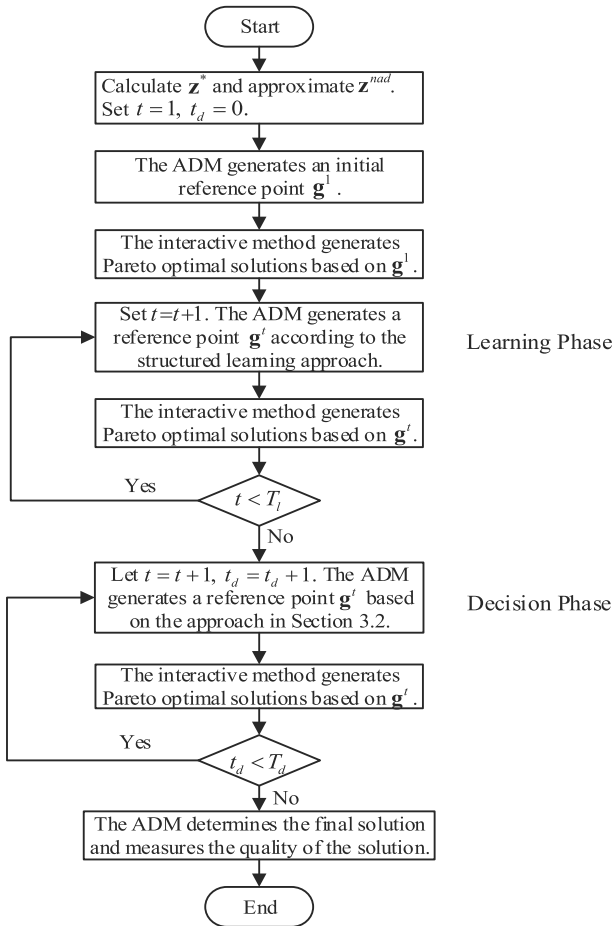 Start
Calculate z* and approximate z^nad.
Set t = 1, t_d = 0.
The ADM generates an initial
reference point g^1 .
The interactive method generates
Pareto optimal solutions based on g^1.
Set t=t+1. The ADM generates a
reference point g^t according to the
structured learning approach.
Learning Phase
The interactive method generates
Pareto optimal solutions based on g^t.
Yes
t < T_l
No
Let t = t + 1, t_d = t_d + 1. The ADM
generates a reference point g^t based
on the approach in Section 3.2.
Decision Phase
The interactive method generates
Pareto optimal solutions based on g^t .
Yes
t_d < T_d
No
The ADM determines the final solution
and measures the quality of the solution.
End